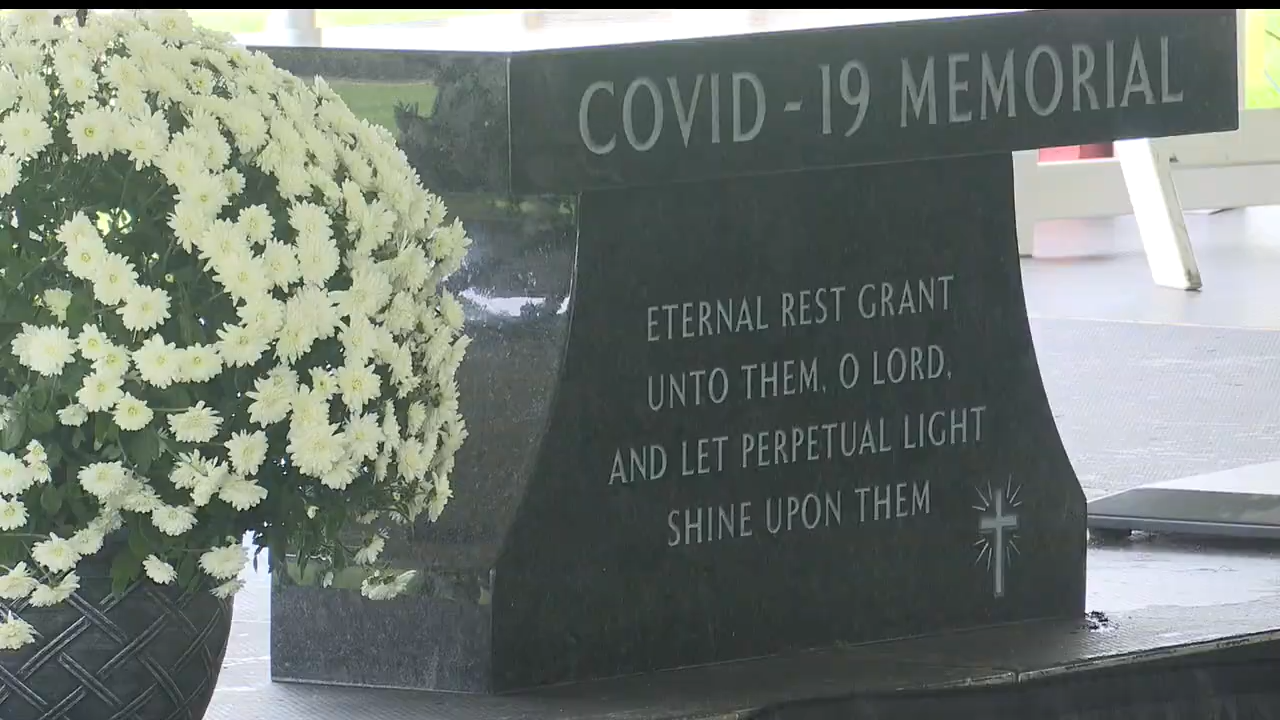 COVID - 19 MEMORIAL
ETERNAL REST GRANT
UNTO THEM, O LORD,
AND LET PERPETUAL LIGHT
SHINE UPON THEM